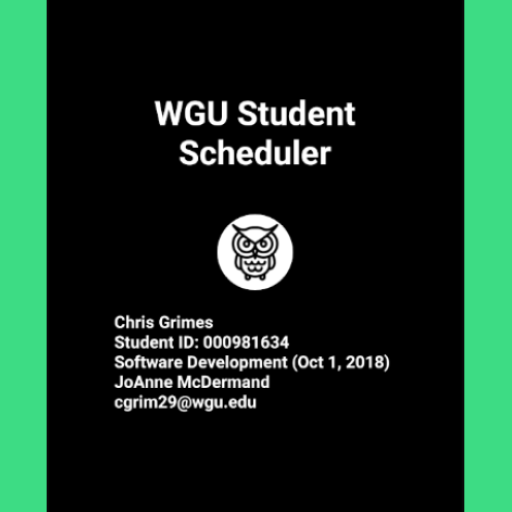 WGU Student
Scheduler
Chris Grimes
Student ID: 000981634
Software Development (Oct 1, 2018)
JoAnne McDermand
cgrim29@wgu.edu